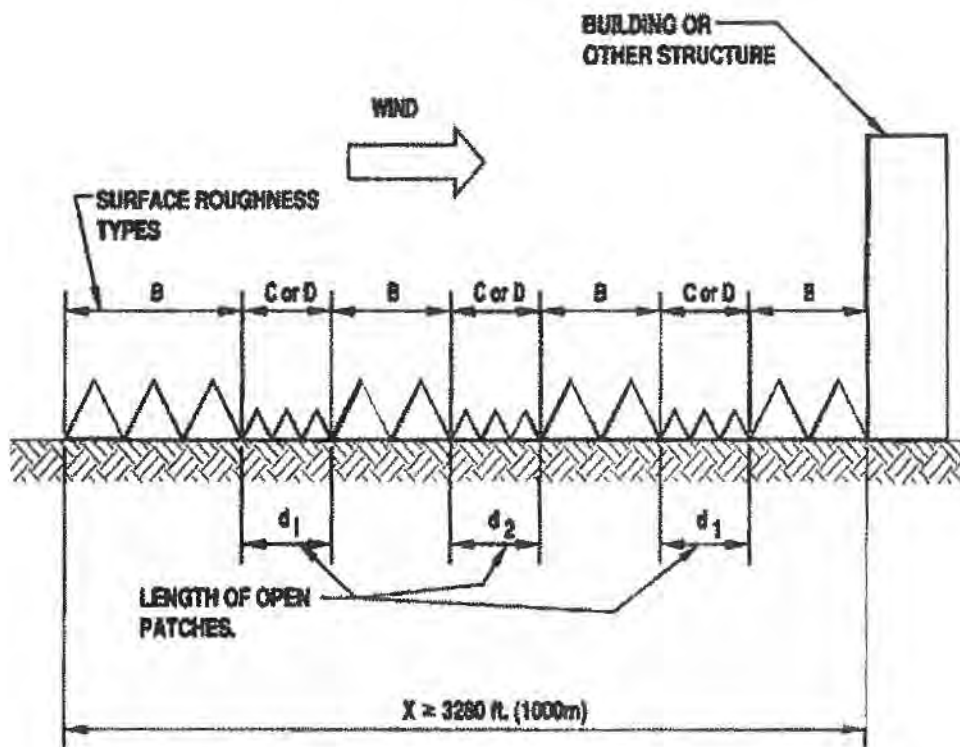 BUILDING OR
OTHER STRUCTURE
WIND
SURFACE ROUGHNESS
TYPES
B
C or D
B
C or D
B
C or D
B
d1
d2
d1
LENGTH OF OPEN
PATCHES.
X ≥ 3280 ft. (1000m)